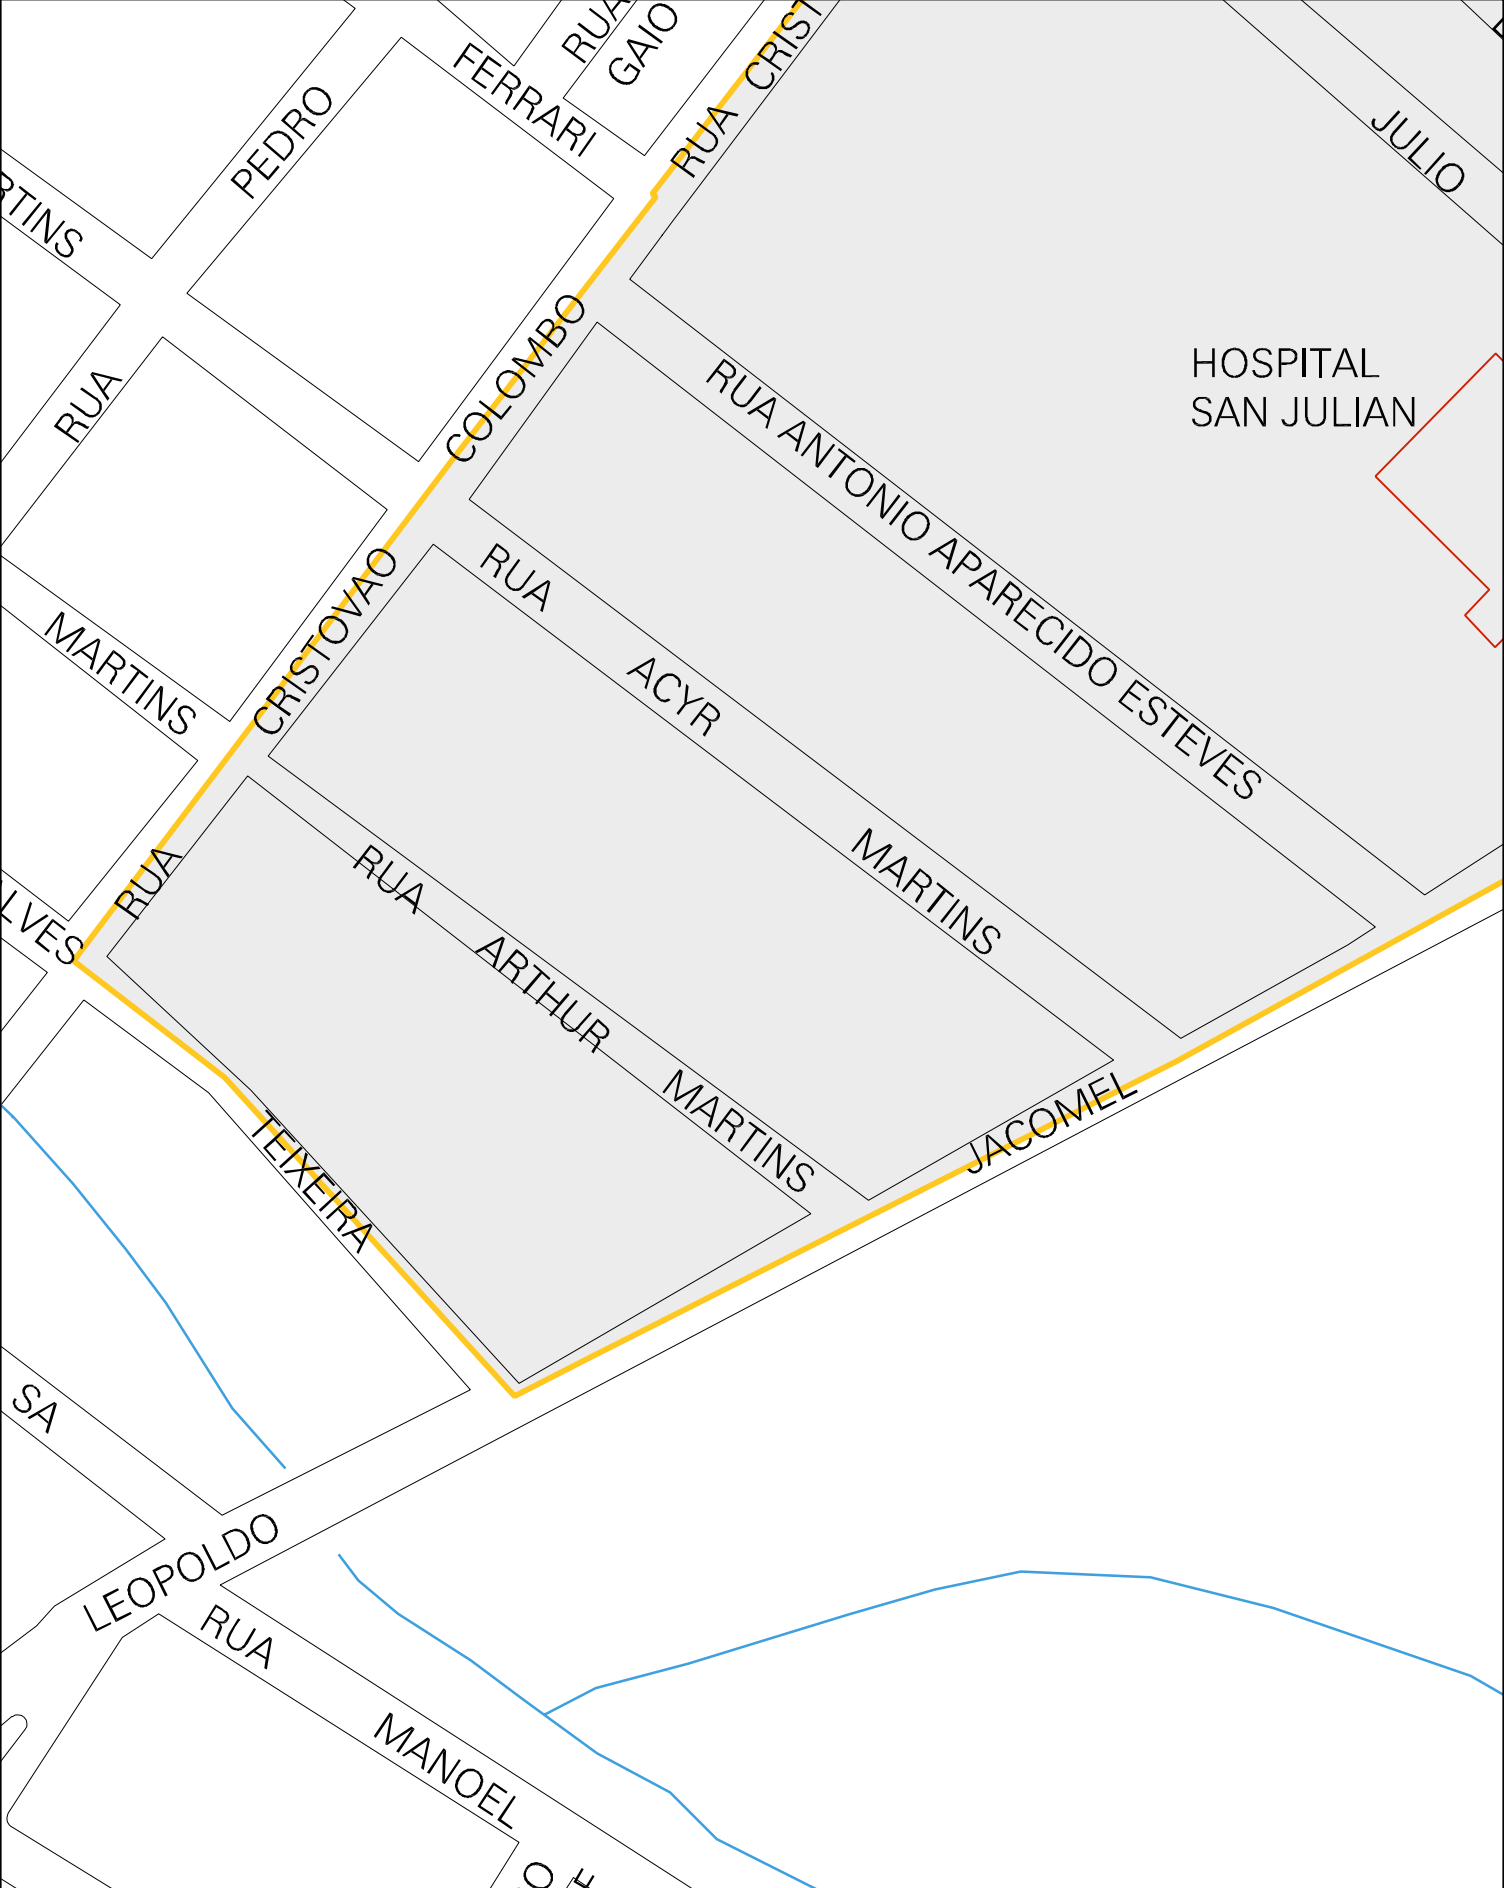 RUA
GAIO
FERRARI
PEDRO
RUA
RUA CRIST
JULIO
MARTINS
HOSPITAL
SAN JULIAN
RUA CRISTOVAO COLOMBO
RUA ANTONIO APARECIDO ESTEVES
RUA ACYR MARTINS
RUA ARTHUR MARTINS
RTINS
LVES
TEIXEIRA
LEOPOLDO JACOMEL
SA
RUA MANOEL